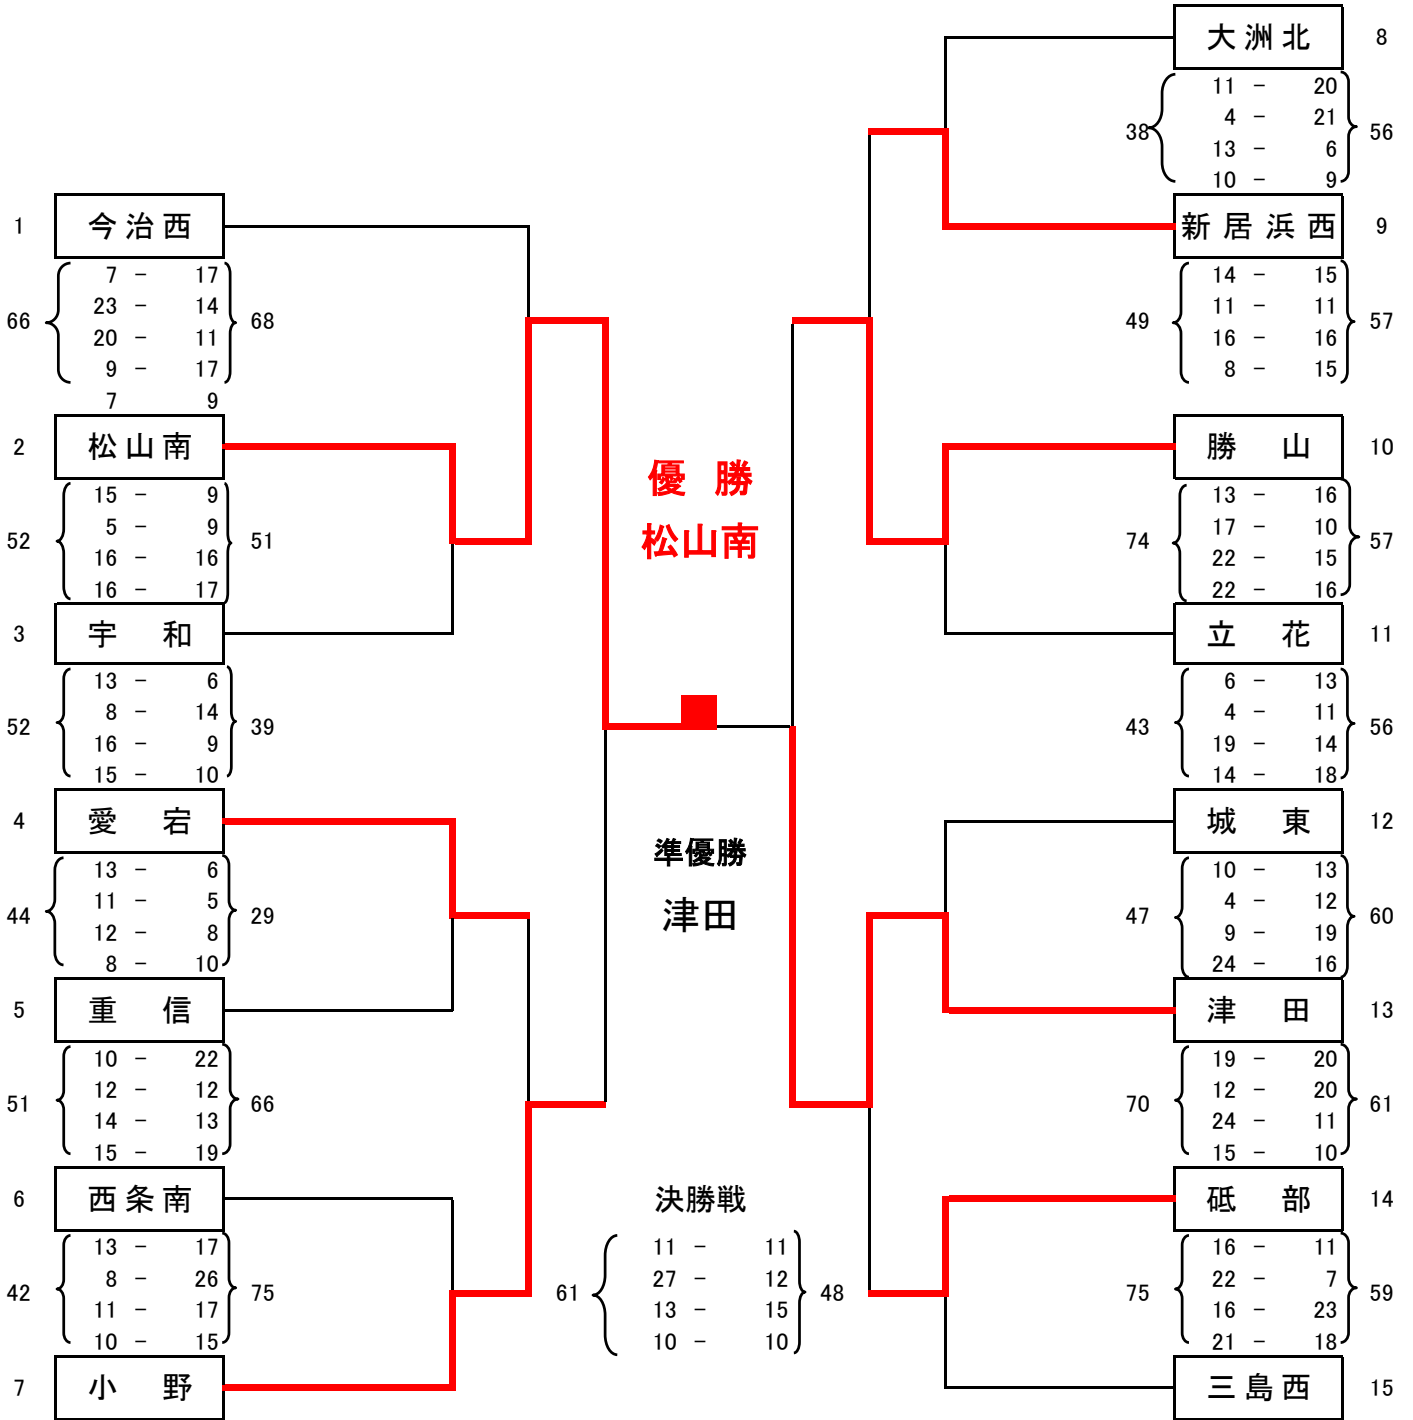 1 今治西
7 - 17
23 - 14
66 20 - 11 68
9 - 17
7 9
2 松山南
15 - 9
5 - 9
52 16 - 16 51
16 - 17
3 宇和
13 - 6
8 - 14
52 16 - 9 39
15 - 10
4 愛宕
13 - 6
11 - 5
44 12 - 8 29
8 - 10
5 重信
10 - 22
12 - 12
51 14 - 13 66
15 - 19
6 西条南
13 - 17
8 - 26
42 11 - 17 75
10 - 15
7 小野
優勝
松山南
準優勝
津田
決勝戦
11 - 11
27 - 12
61 13 - 15 48
10 - 10
大洲北 8
11 - 20
4 - 21
38 13 - 6 56
10 - 9
新居浜西 9
14 - 15
11 - 11
49 16 - 16 57
8 - 15
勝山 10
13 - 16
17 - 10
74 22 - 15 57
22 - 16
立花 11
6 - 13
4 - 11
43 19 - 14 56
14 - 18
城東 12
10 - 13
4 - 12
47 9 - 19 60
24 - 16
津田 13
19 - 20
12 - 20
70 24 - 11 61
15 - 10
砥部 14
16 - 11
22 - 7
75 16 - 23 59
21 - 18
三島西 15